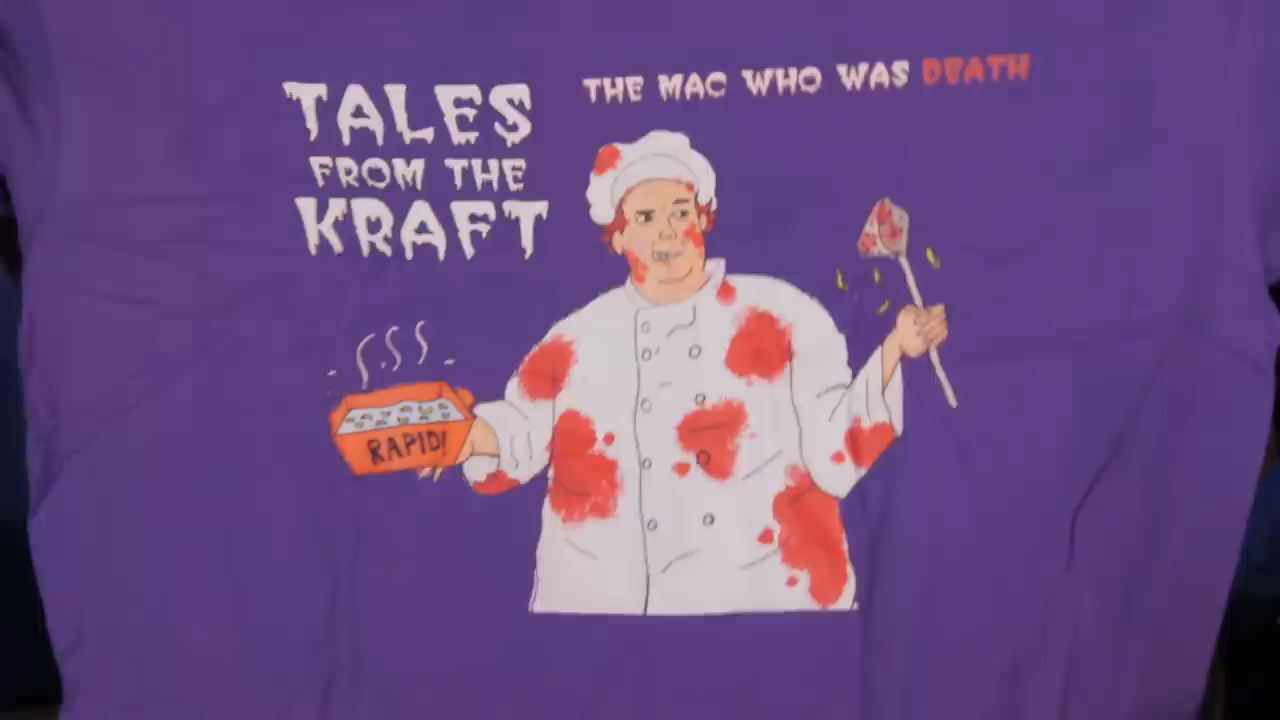 TALES
FROM THE
KRAFT
THE MAC WHO WAS DEATH
RAPID!